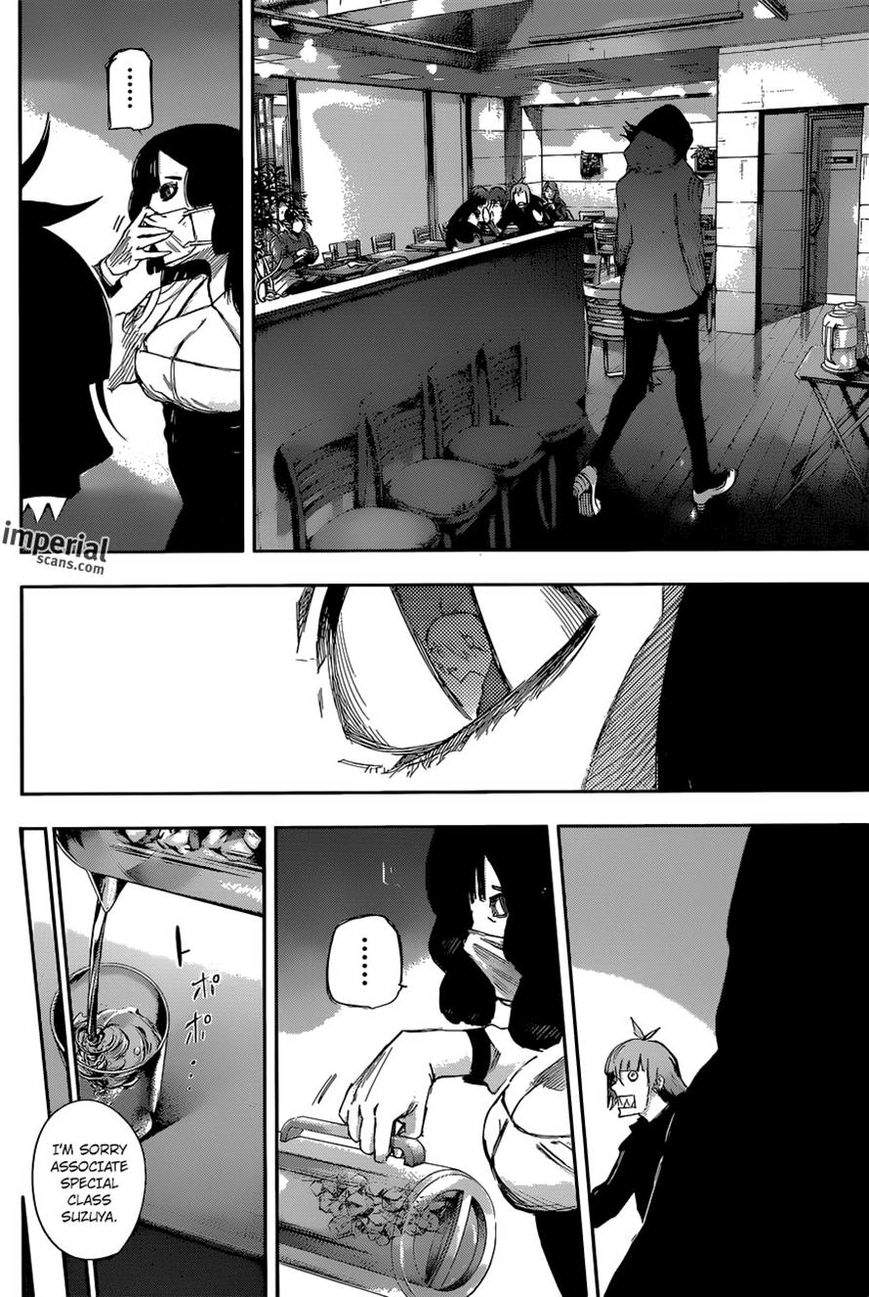 ......
imperial
scans.com
......
ト
ポ
ポ
...
I'M SORRY
ASSOCIATE
SPECIAL
CLASS
SUZUYA.